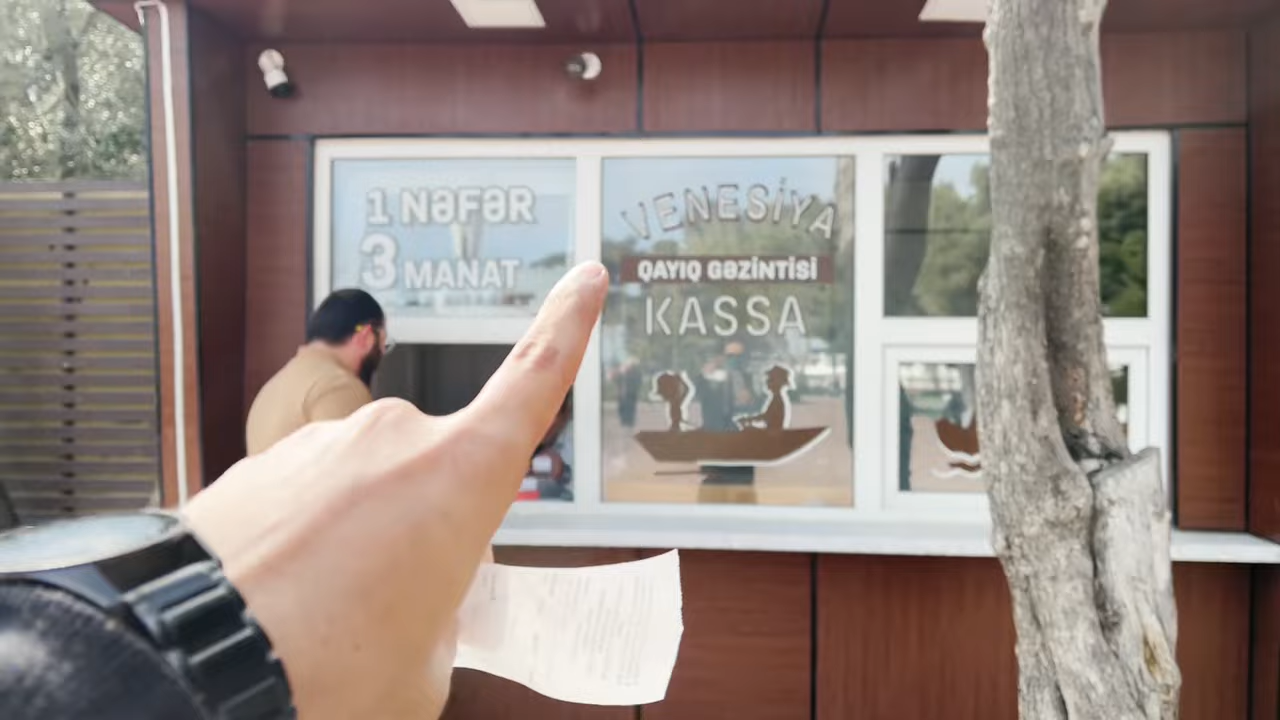 1 NƏFƏR
3 MANAT
VENESİYA
QAYIQ GƏZİNTİSİ
KASSA